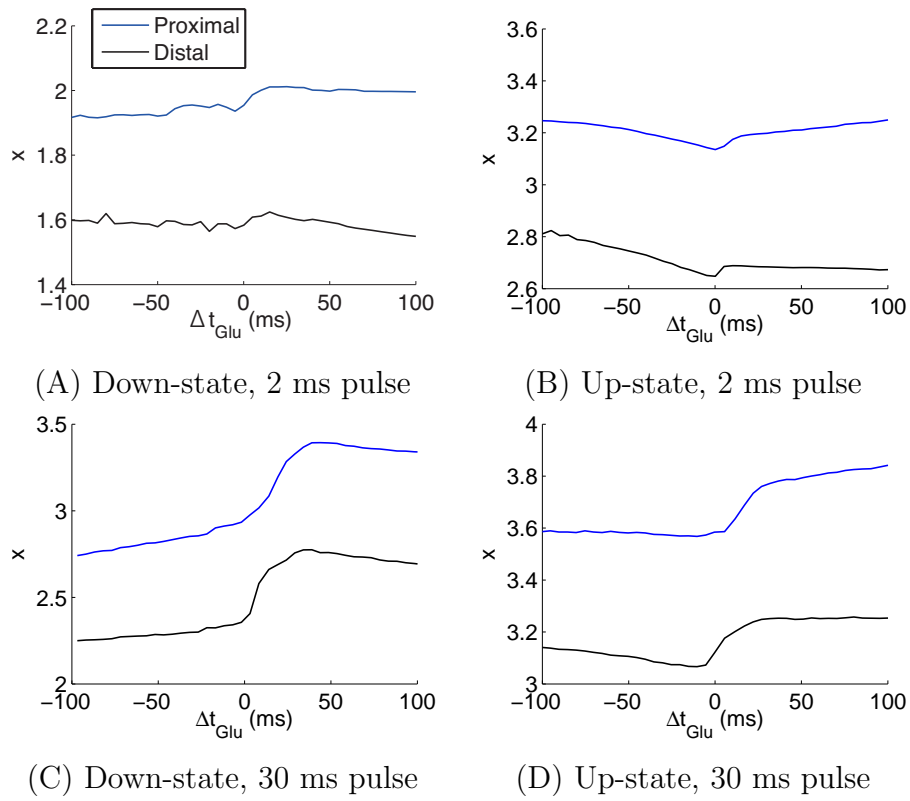 2.2
2
1.8
1.6
1.4
x
Proximal
Distal
−100 −50 0 50 100
Δ t_Glu (ms)
(A) Down-state, 2 ms pulse
3.6
3.4
3.2
3
2.8
2.6
x
−100 −50 0 50 100
Δt_Glu (ms)
(B) Up-state, 2 ms pulse
3.5
3
2.5
2
x
−100 −50 0 50 100
Δt_Glu (ms)
(C) Down-state, 30 ms pulse
4
3.8
3.6
3.4
3.2
3
x
−100 −50 0 50 100
Δt_Glu (ms)
(D) Up-state, 30 ms pulse